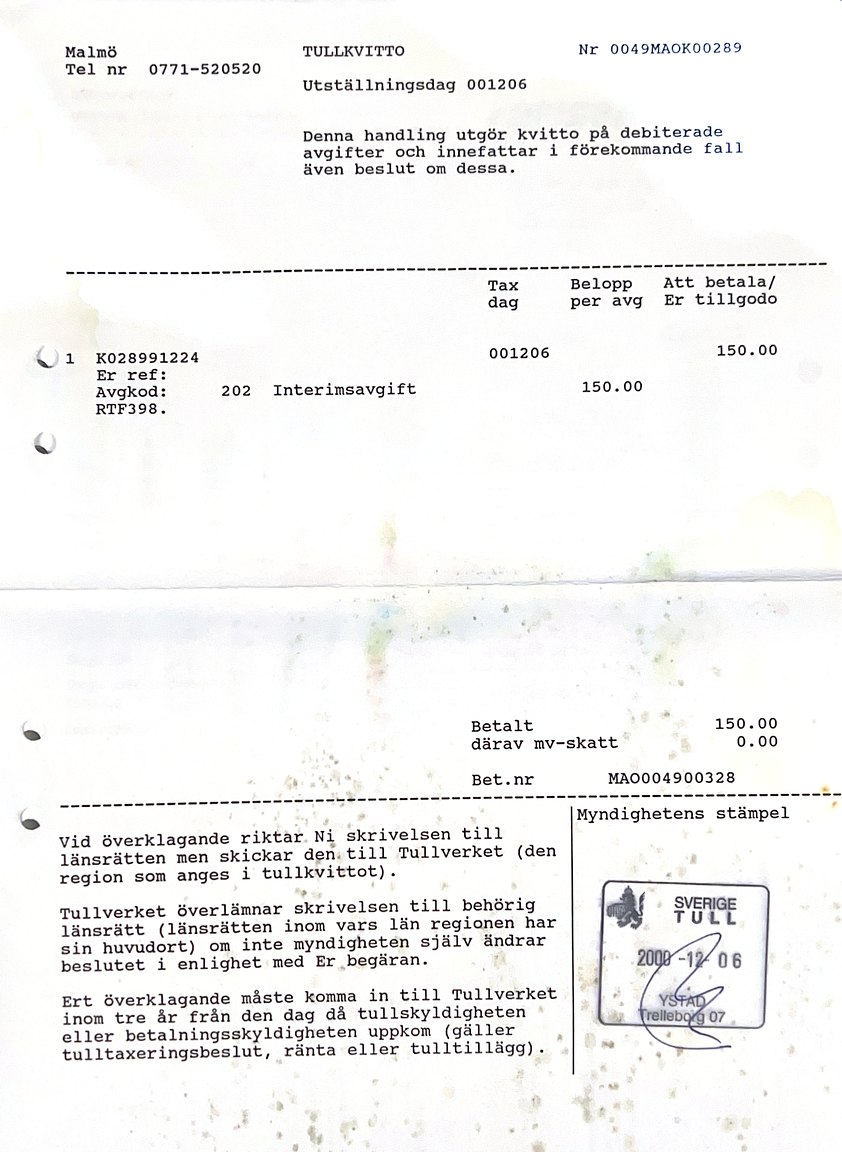 Malmö TULLKVITTO Nr 0049MAOK00289
Tel nr 0771-520520
Utställningsdag 001206
Denna handling utgör kvitto på debiterade
avgifter och innefattar i förekommande fall
även beslut om dessa.
Tax Belopp Att betala/
dag per avg Er tillgodo
1 K028991224 001206 150.00
Er ref:
Avgkod: 202 Interimsavgift 150.00
RTF398.
Betalt 150.00
därav mv-skatt 0.00
Bet.nr MAO004900328
Myndighetens stämpel
Vid överklagande riktar Ni skrivelsen till
länsrätten men skickar den till Tullverket (den
region som anges i tullkvittot).
Tullverket överlämnar skrivelsen till behörig
länsrätt (länsrätten inom vars län regionen har
sin huvudort) om inte myndigheten själv ändrar
beslutet i enlighet med Er begäran.
Ert överklagande måste komma in till Tullverket
inom tre år från den dag då tullskyldigheten
eller betalningsskyldigheten uppkom (gäller
tulltaxeringsbeslut, ränta eller tulltillägg).
SVERIGE
TULL
2000-12-06
YSTAD
Trelleborg 07